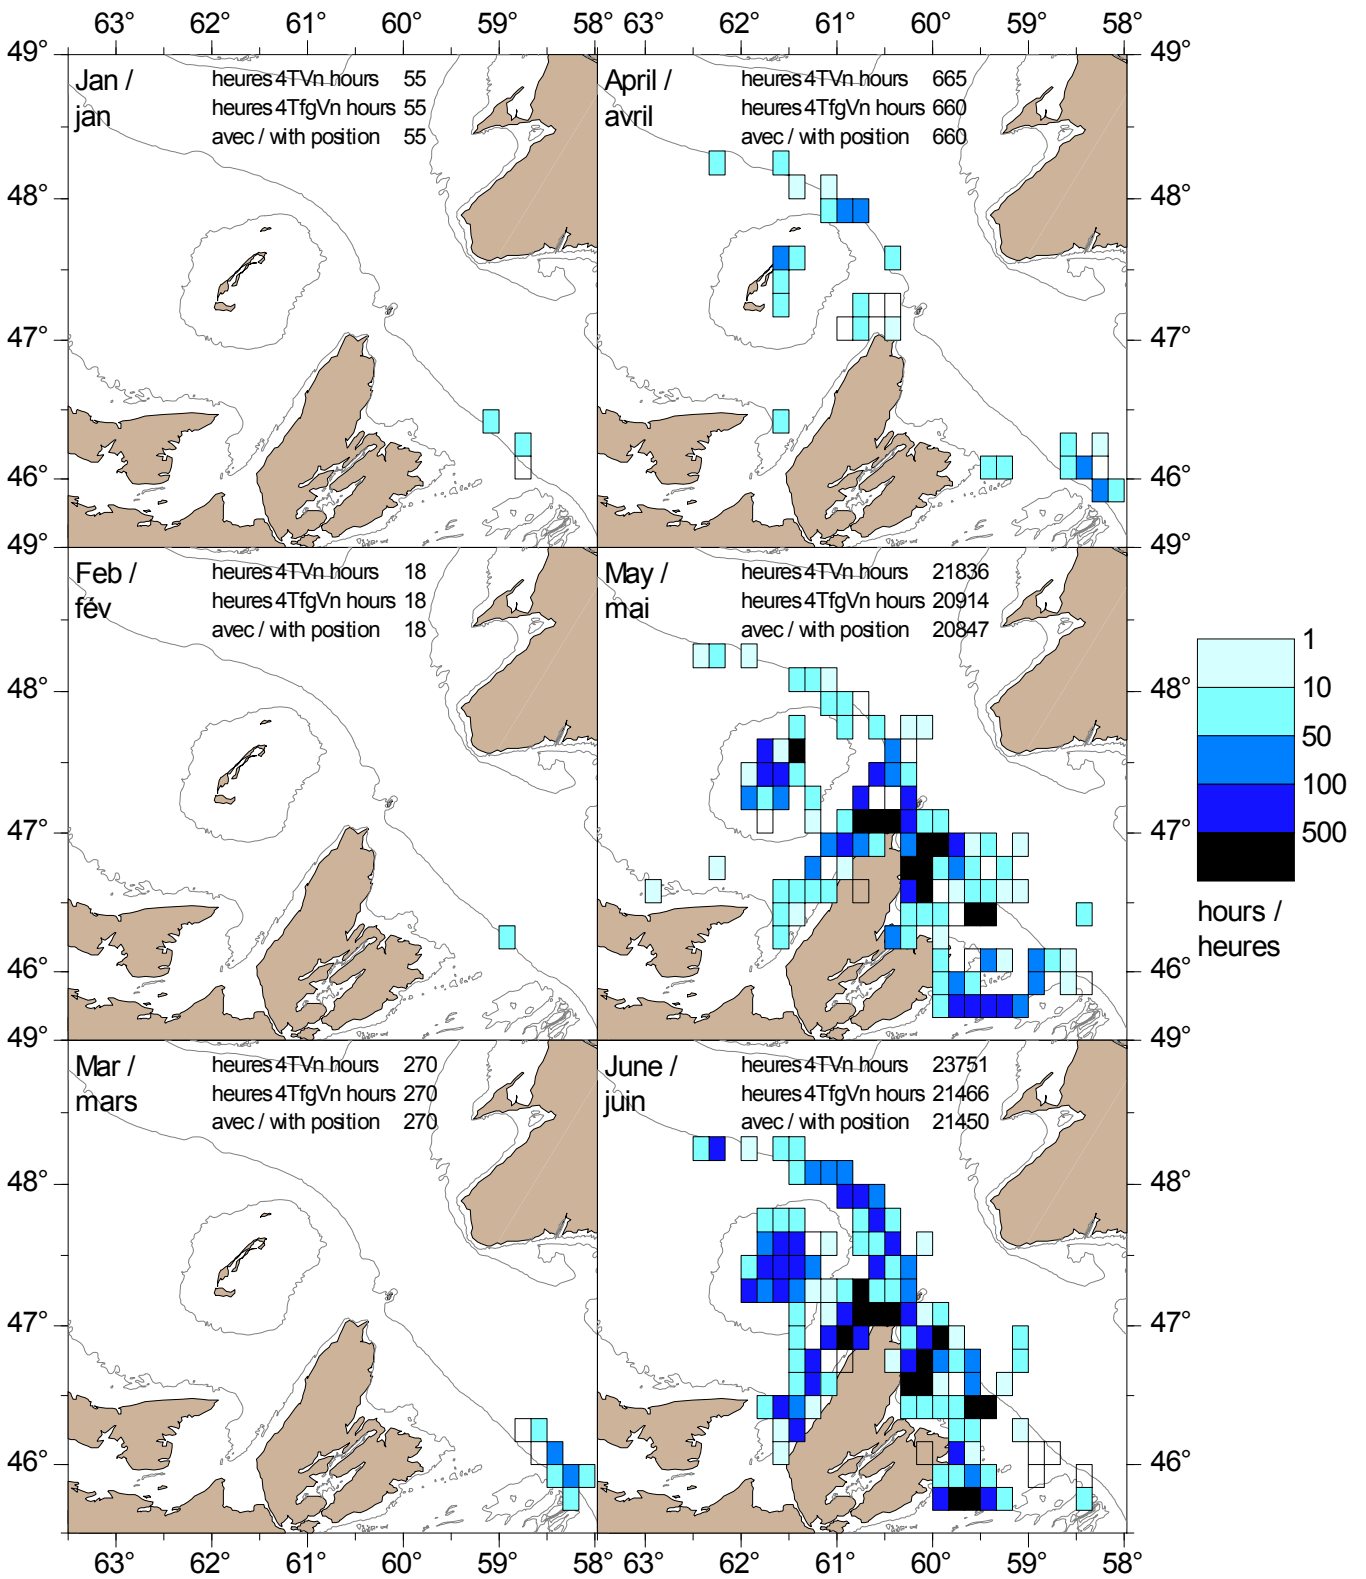 63° 62° 61° 60° 59° 58° 63° 62° 61° 60° 59° 58°
49° 49°
Jan / jan
heures 4TVn hours 55
heures 4TfgVn hours 55
avec / with position 55
April / avril
heures 4TVn hours 665
heures 4TfgVn hours 660
avec / with position 660
48° 48°
47° 47°
46° 46°
49° 49°
Feb / fév
heures 4TVn hours 18
heures 4TfgVn hours 18
avec / with position 18
May / mai
heures 4TVn hours 21836
heures 4TfgVn hours 20914
avec / with position 20847
48° 48°
47° 47°
46° 46°
49° 49°
1
10
50
100
500
hours /
heures
Mar / mars
heures 4TVn hours 270
heures 4TfgVn hours 270
avec / with position 270
June / juin
heures 4TVn hours 23751
heures 4TfgVn hours 21466
avec / with position 21450
48° 48°
47° 47°
46° 46°
63° 62° 61° 60° 59° 58° 63° 62° 61° 60° 59° 58°